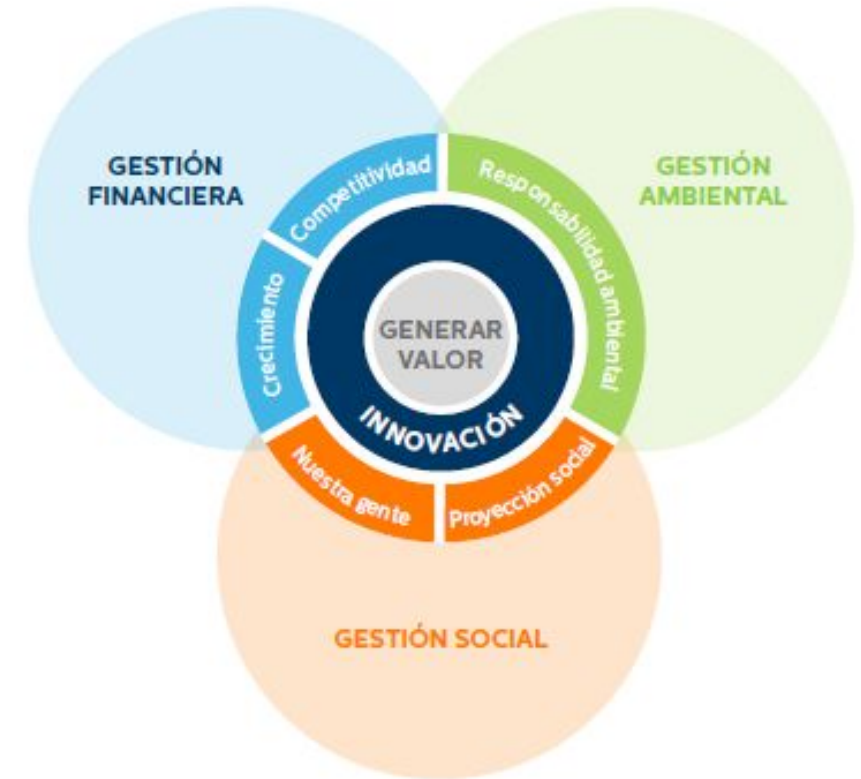 GESTIÓN
FINANCIERA
GESTIÓN
AMBIENTAL
Competitividad
Responsabilidad ambiental
Crecimiento
GENERAR
VALOR
INNOVACIÓN
Nuestra gente
Proyección social
GESTIÓN SOCIAL